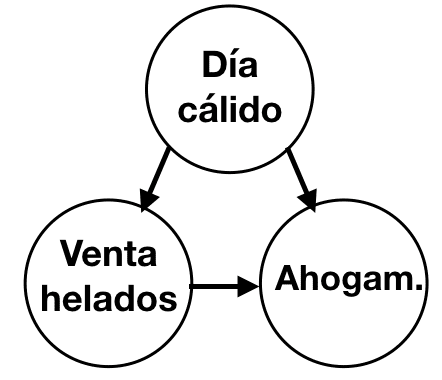 Día
cálido
Venta
helados
Ahogam.